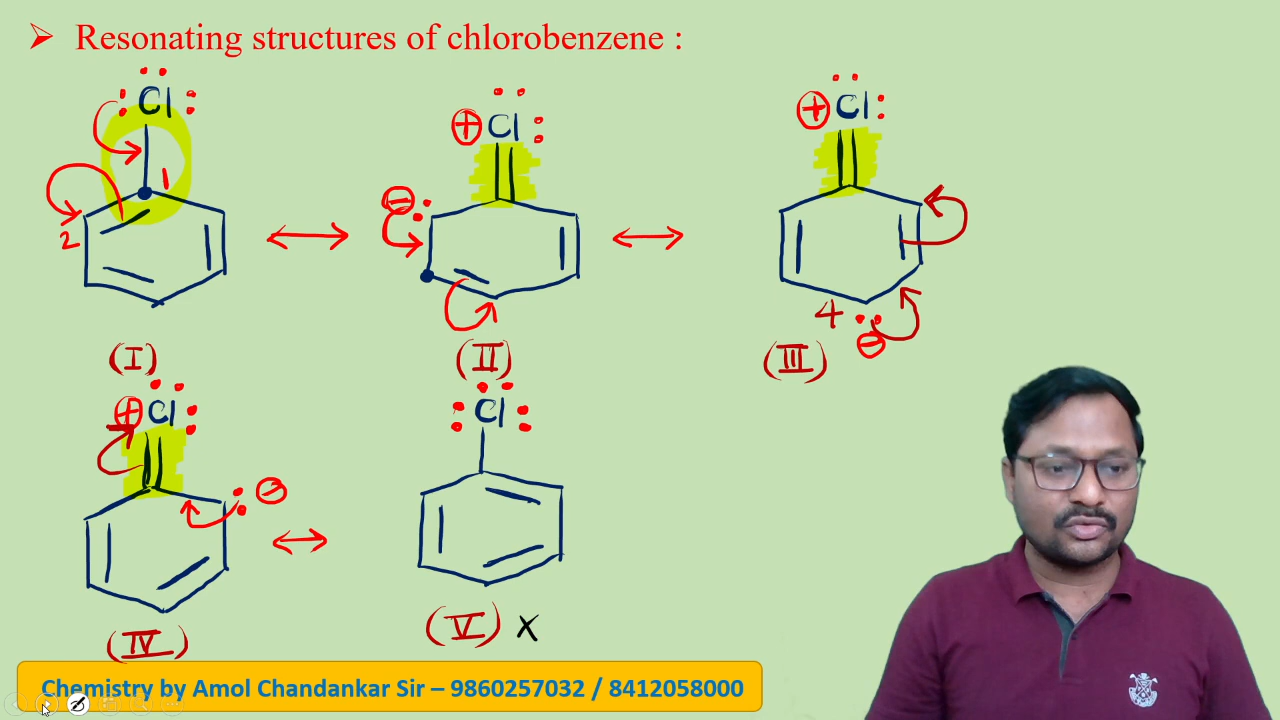 ➢ Resonating structures of chlorobenzene :
Cl
1
2
(I)
⊕ Cl
⊖
(II)
⊕ Cl
4
⊖
(III)
⊕ Cl
⊖
(IV)
Cl
(V) X
Chemistry by Amol Chandankar Sir – 9860257032 / 8412058000